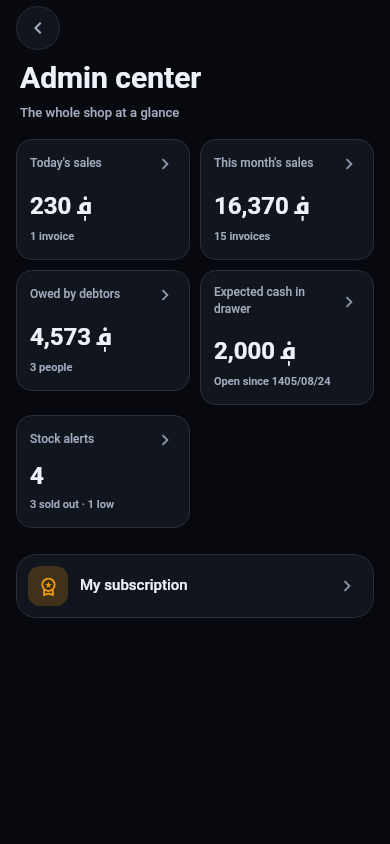 Admin center
The whole shop at a glance
Today's sales
230 ؋
1 invoice
This month's sales
16,370 ؋
15 invoices
Owed by debtors
4,573 ؋
3 people
Expected cash in
drawer
2,000 ؋
Open since 1405/08/24
Stock alerts
4
3 sold out · 1 low
My subscription